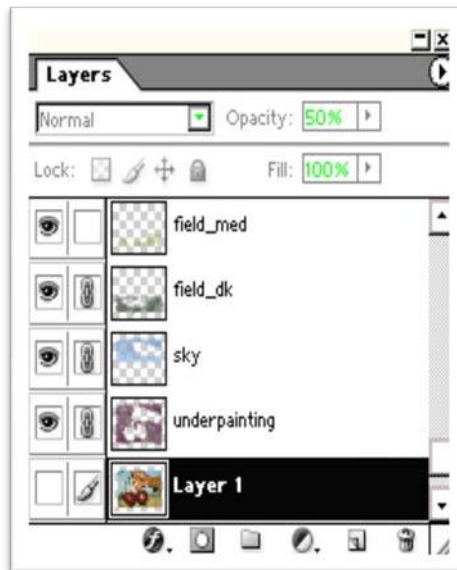 Layers
Normal Opacity: 50%
Lock: Fill: 100%
field_med
field_dk
sky
underpainting
Layer 1